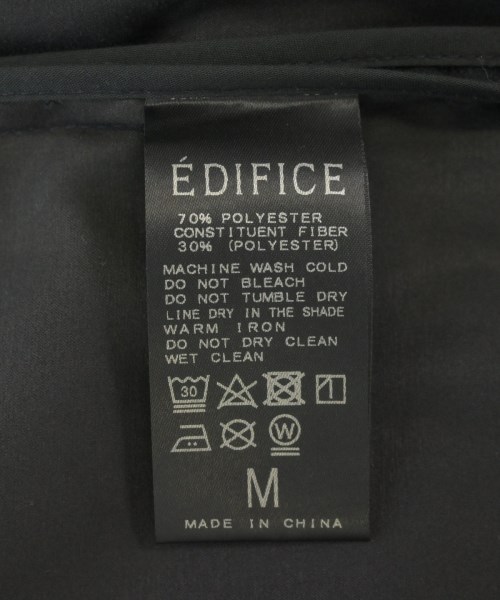 ÉDIFICE
70% POLYESTER
CONSTITUENT FIBER
30% (POLYESTER)
MACHINE WASH COLD
DO NOT BLEACH
DO NOT TUMBLE DRY
LINE DRY IN THE SHADE
WARM IRON
DO NOT DRY CLEAN
WET CLEAN
30
W
M
MADE IN CHINA